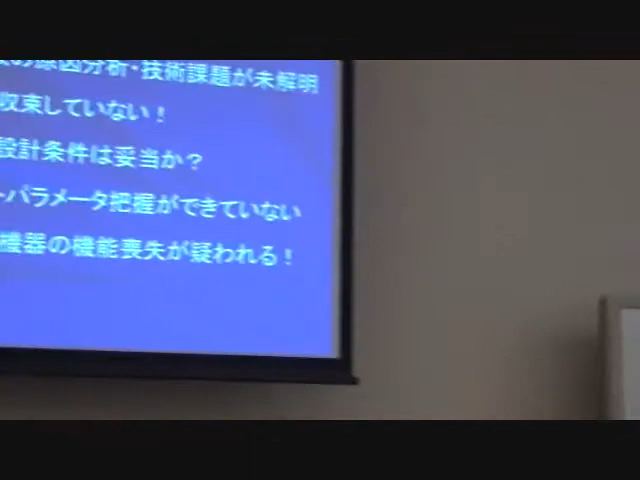 の原因分析・技術課題が未解明
収束していない！
設計条件は妥当か？
パラメータ把握ができていない
機器の機能喪失が疑われる！